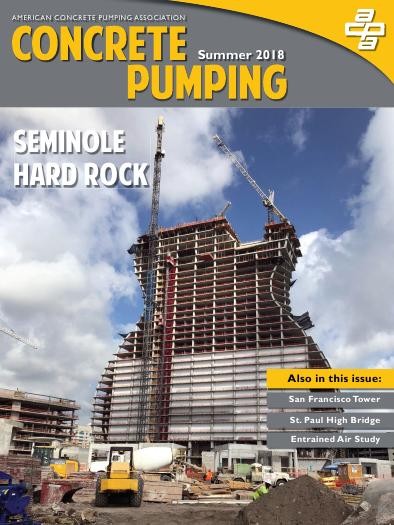 AMERICAN CONCRETE PUMPING ASSOCIATION
CONCRETE
Summer 2018
PUMPING
acpa
SEMINOLE
HARD ROCK
Also in this issue:
San Francisco Tower
St. Paul High Bridge
Entrained Air Study